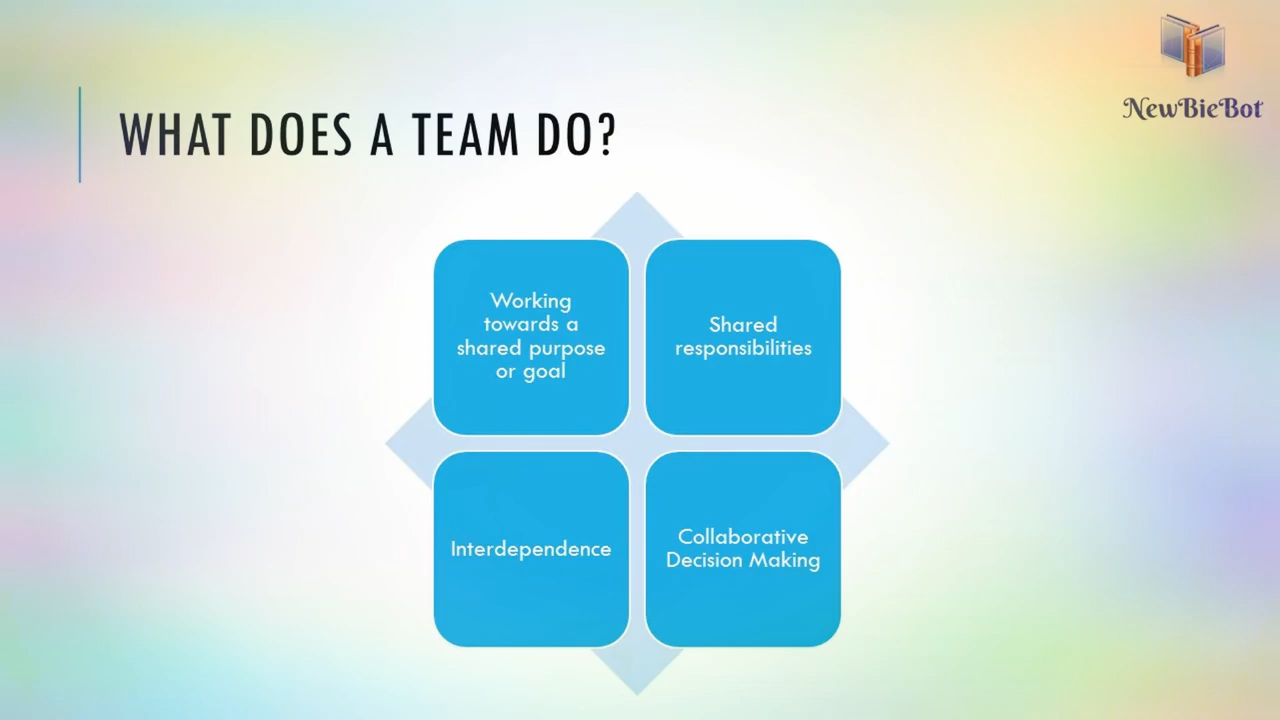 NewBieBot
WHAT DOES A TEAM DO?
Working
towards a
shared purpose
or goal
Shared
responsibilities
Interdependence
Collaborative
Decision Making